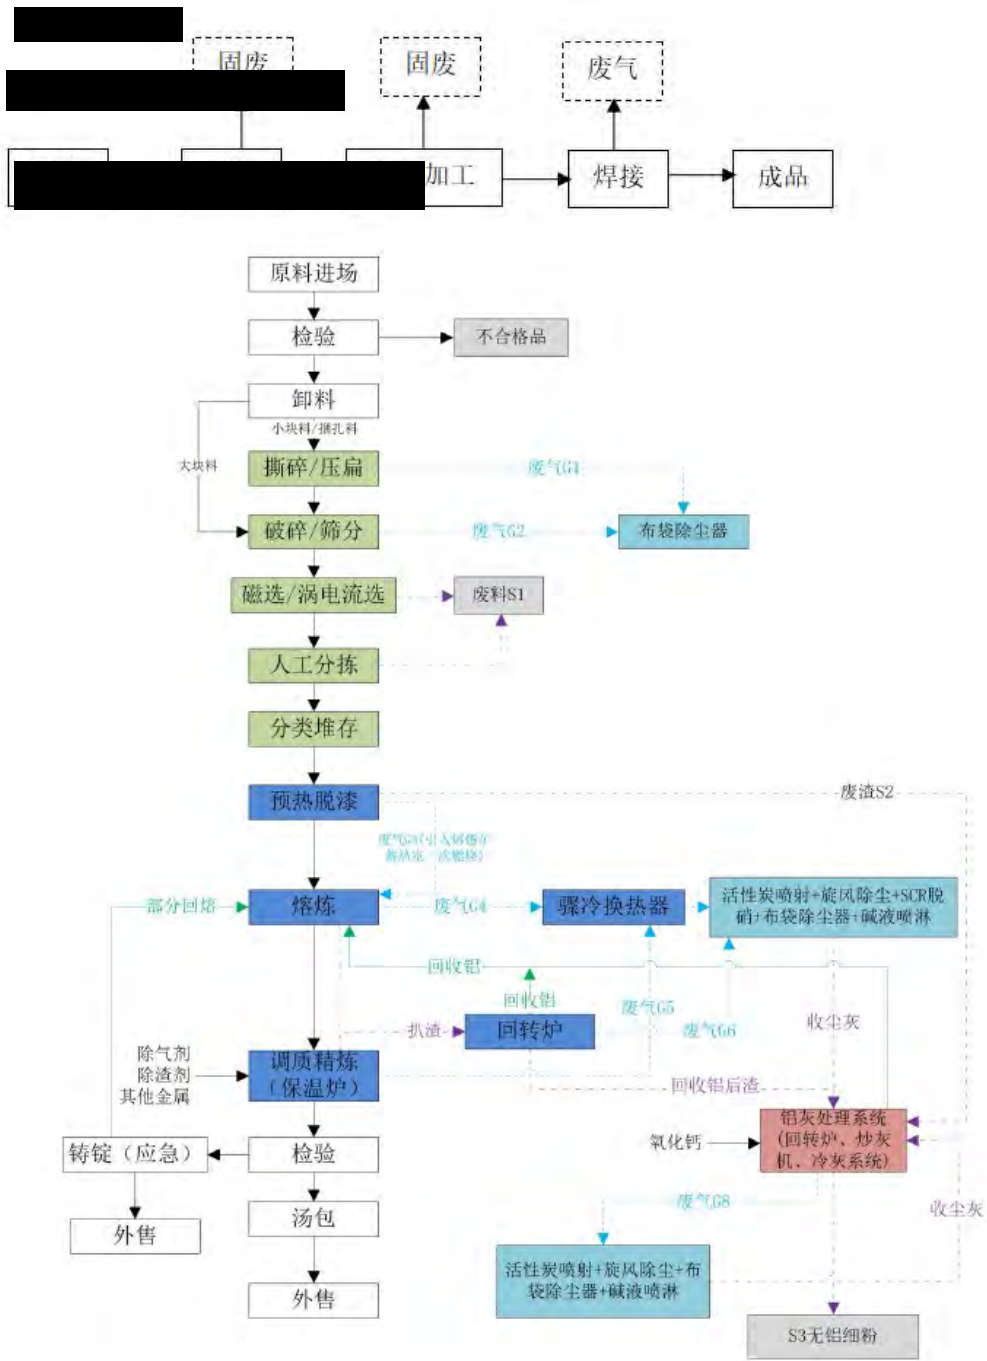 固废
固废
废气
加工
焊接
成品
原料进场
检验
不合格品
卸料
小块料/捆扎料
大块料
撕碎/压扁
废气G1
破碎/筛分
废气G2
布袋除尘器
磁选/涡电流选
废料S1
人工分拣
分类堆存
预热脱漆
废渣S2
部分回熔
熔炼
废气G4
骤冷换热器
活性炭喷射+旋风除尘+SCR脱
硝+布袋除尘器+碱液喷淋
回收铝
回收铝
废气G5
扒渣
回转炉
废气G6
收尘灰
除气剂
除渣剂
其他金属
调质精炼
（保温炉）
回收铝后渣
铝灰处理系统
(回转炉、炒灰
机、冷灰系统)
氧化钙
铸锭（应急）
检验
废气G8
收尘灰
外售
汤包
活性炭喷射+旋风除尘+布
袋除尘器+碱液喷淋
外售
S3无铝细粉